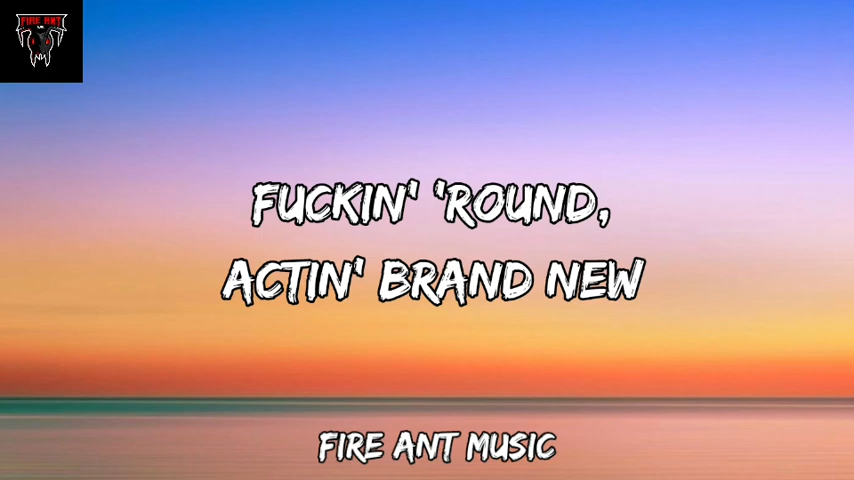 FIRE ANT
FUCKIN' 'ROUND,
ACTIN' BRAND NEW
FIRE ANT MUSIC